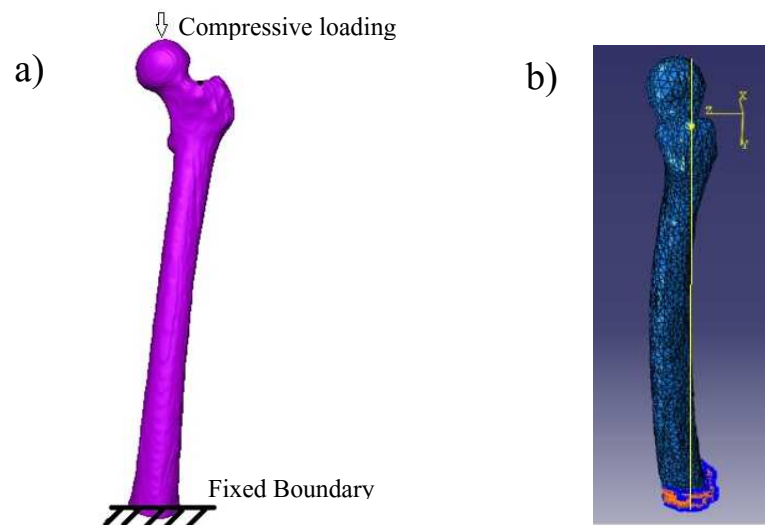 Compressive loading
a)
b)
X
Z
Y
Fixed Boundary